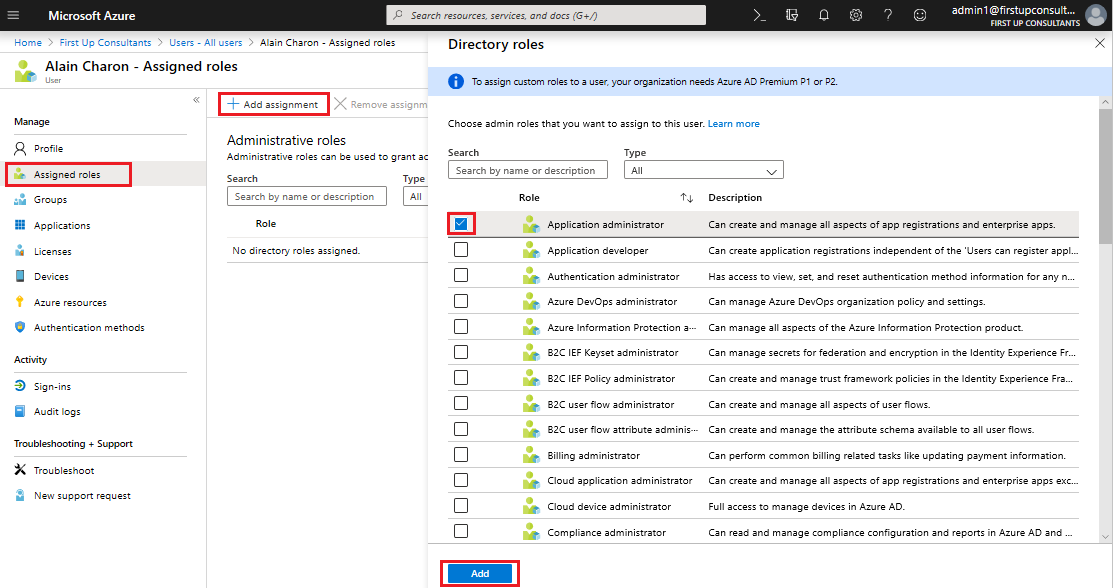 Microsoft Azure
Search resources, services, and docs (G+/)
admin1@firstupconsult...
FIRST UP CONSULTANTS
Home > First Up Consultants > Users - All users > Alain Charon - Assigned roles
Alain Charon - Assigned roles
User
Manage
Profile
Assigned roles
Groups
Applications
Licenses
Devices
Azure resources
Authentication methods
Activity
Sign-ins
Audit logs
Troubleshooting + Support
Troubleshoot
New support request
Add assignment
Remove assignm
Administrative roles
Administrative roles can be used to grant ac
Search
Type
Search by name or description
All
Role
No directory roles assigned.
Directory roles
To assign custom roles to a user, your organization needs Azure AD Premium P1 or P2.
Choose admin roles that you want to assign to this user. Learn more
Search
Type
Search by name or description
All
Role
Description
Application administrator
Can create and manage all aspects of app registrations and enterprise apps.
Application developer
Can create application registrations independent of the 'Users can register appl...
Authentication administrator
Has access to view, set, and reset authentication method information for any n...
Azure DevOps administrator
Can manage Azure DevOps organization policy and settings.
Azure Information Protection a...
Can manage all aspects of the Azure Information Protection product.
B2C IEF Keyset administrator
Can manage secrets for federation and encryption in the Identity Experience Fr...
B2C IEF Policy administrator
Can create and manage trust framework policies in the Identity Experience Fra...
B2C user flow administrator
Can create and manage all aspects of user flows.
B2C user flow attribute adminis...
Can create and manage the attribute schema available to all user flows.
Billing administrator
Can perform common billing related tasks like updating payment information.
Cloud application administrator
Can create and manage all aspects of app registrations and enterprise apps exc...
Cloud device administrator
Full access to manage devices in Azure AD.
Compliance administrator
Can read and manage compliance configuration and reports in Azure AD and ...
Add